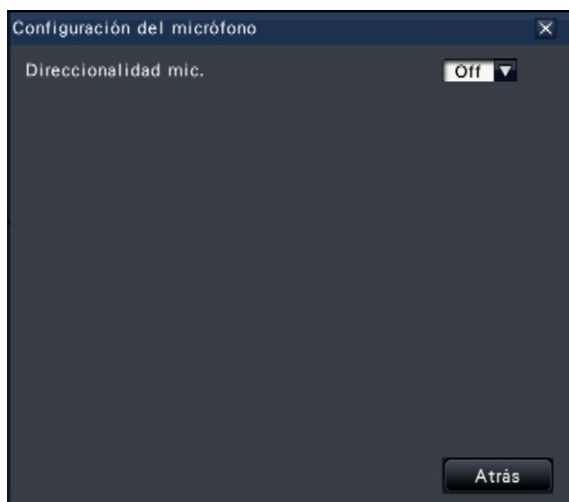 Configuración del micrófono
Direccionalidad mic.
Off
Atrás